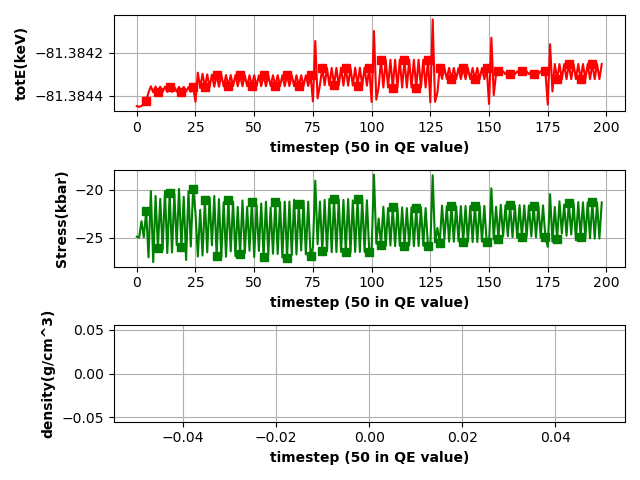 totE(keV)
−81.3842
−81.3844
0 25 50 75 100 125 150 175 200
timestep (50 in QE value)
Stress(kbar)
−20
−25
0 25 50 75 100 125 150 175 200
timestep (50 in QE value)
density(g/cm^3)
0.05
0.00
−0.05
−0.04 −0.02 0.00 0.02 0.04
timestep (50 in QE value)